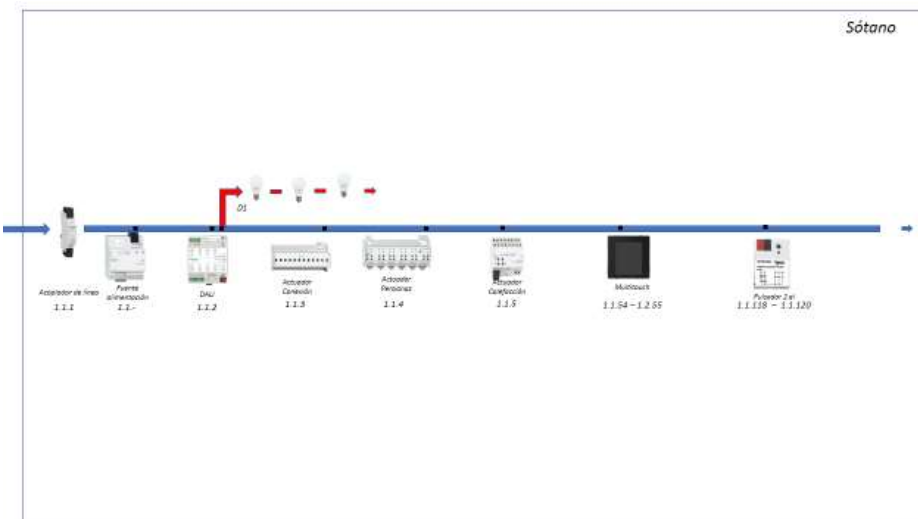 Sótano
D1
Acoplador de línea
1.1.1
Fuente
alimentación
1.1.-
DALI
1.1.2
Actuador
Conexión
1.1.3
Actuador
Persianas
1.1.4
Actuador
Calefacción
1.1.5
Multitouch
1.1.54 – 1.2.55
Pulsador 2 el
1.1.118 – 1.1.120